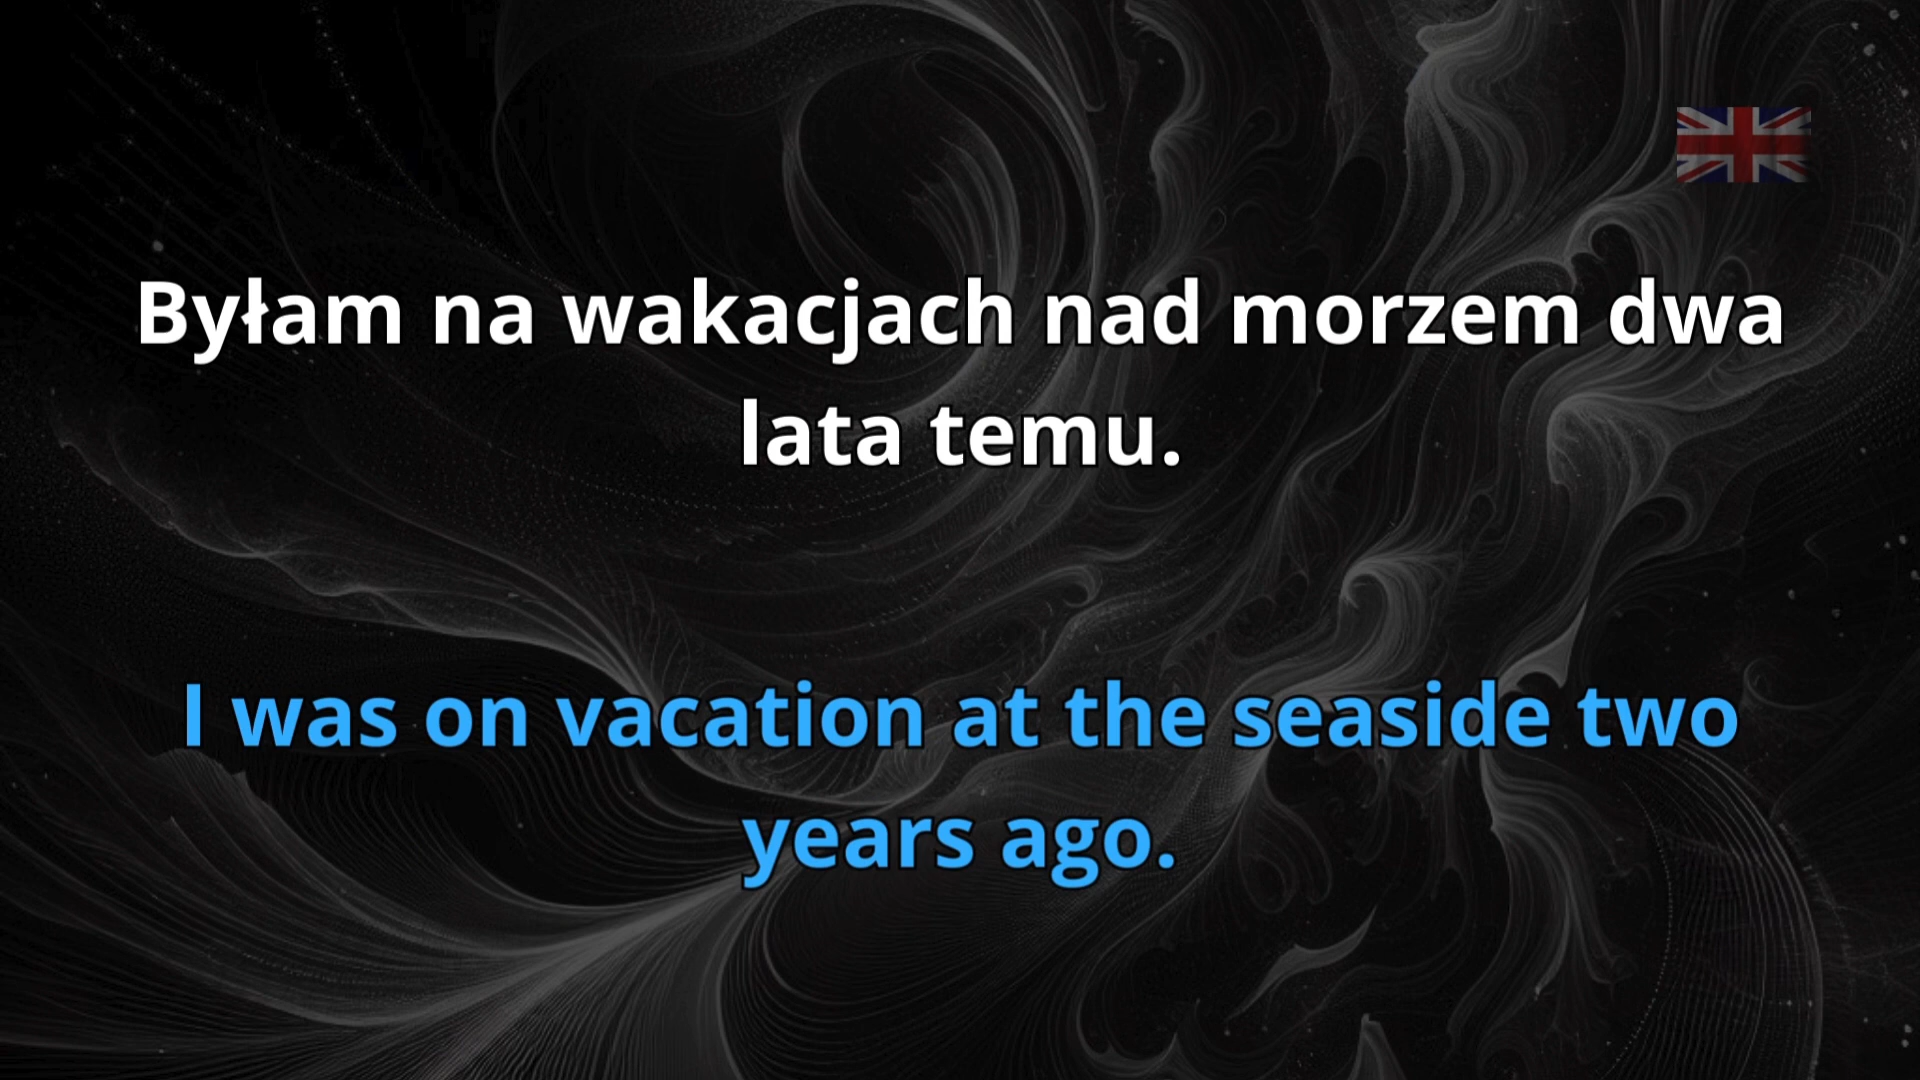 Byłam na wakacjach nad morzem dwa
lata temu.
I was on vacation at the seaside two
years ago.